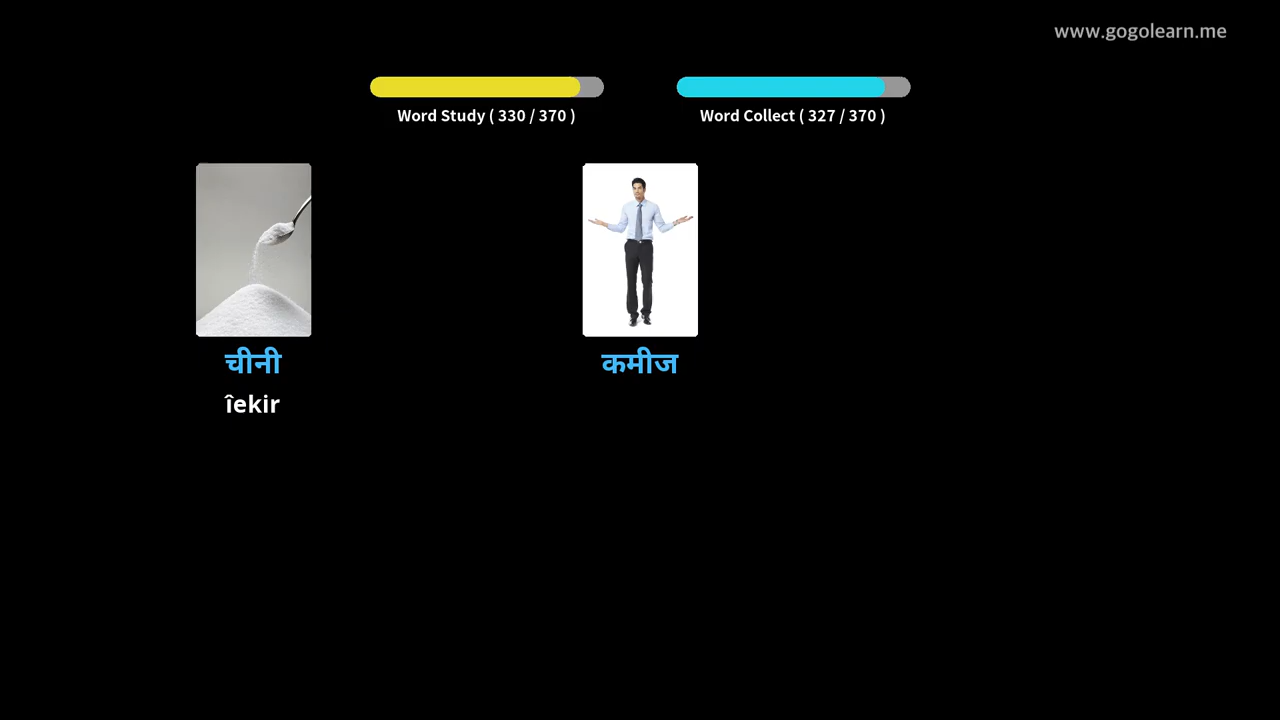 www.gogolearn.me
Word Study ( 330 / 370 )
Word Collect ( 327 / 370 )
चीनी
कमीज
îekir